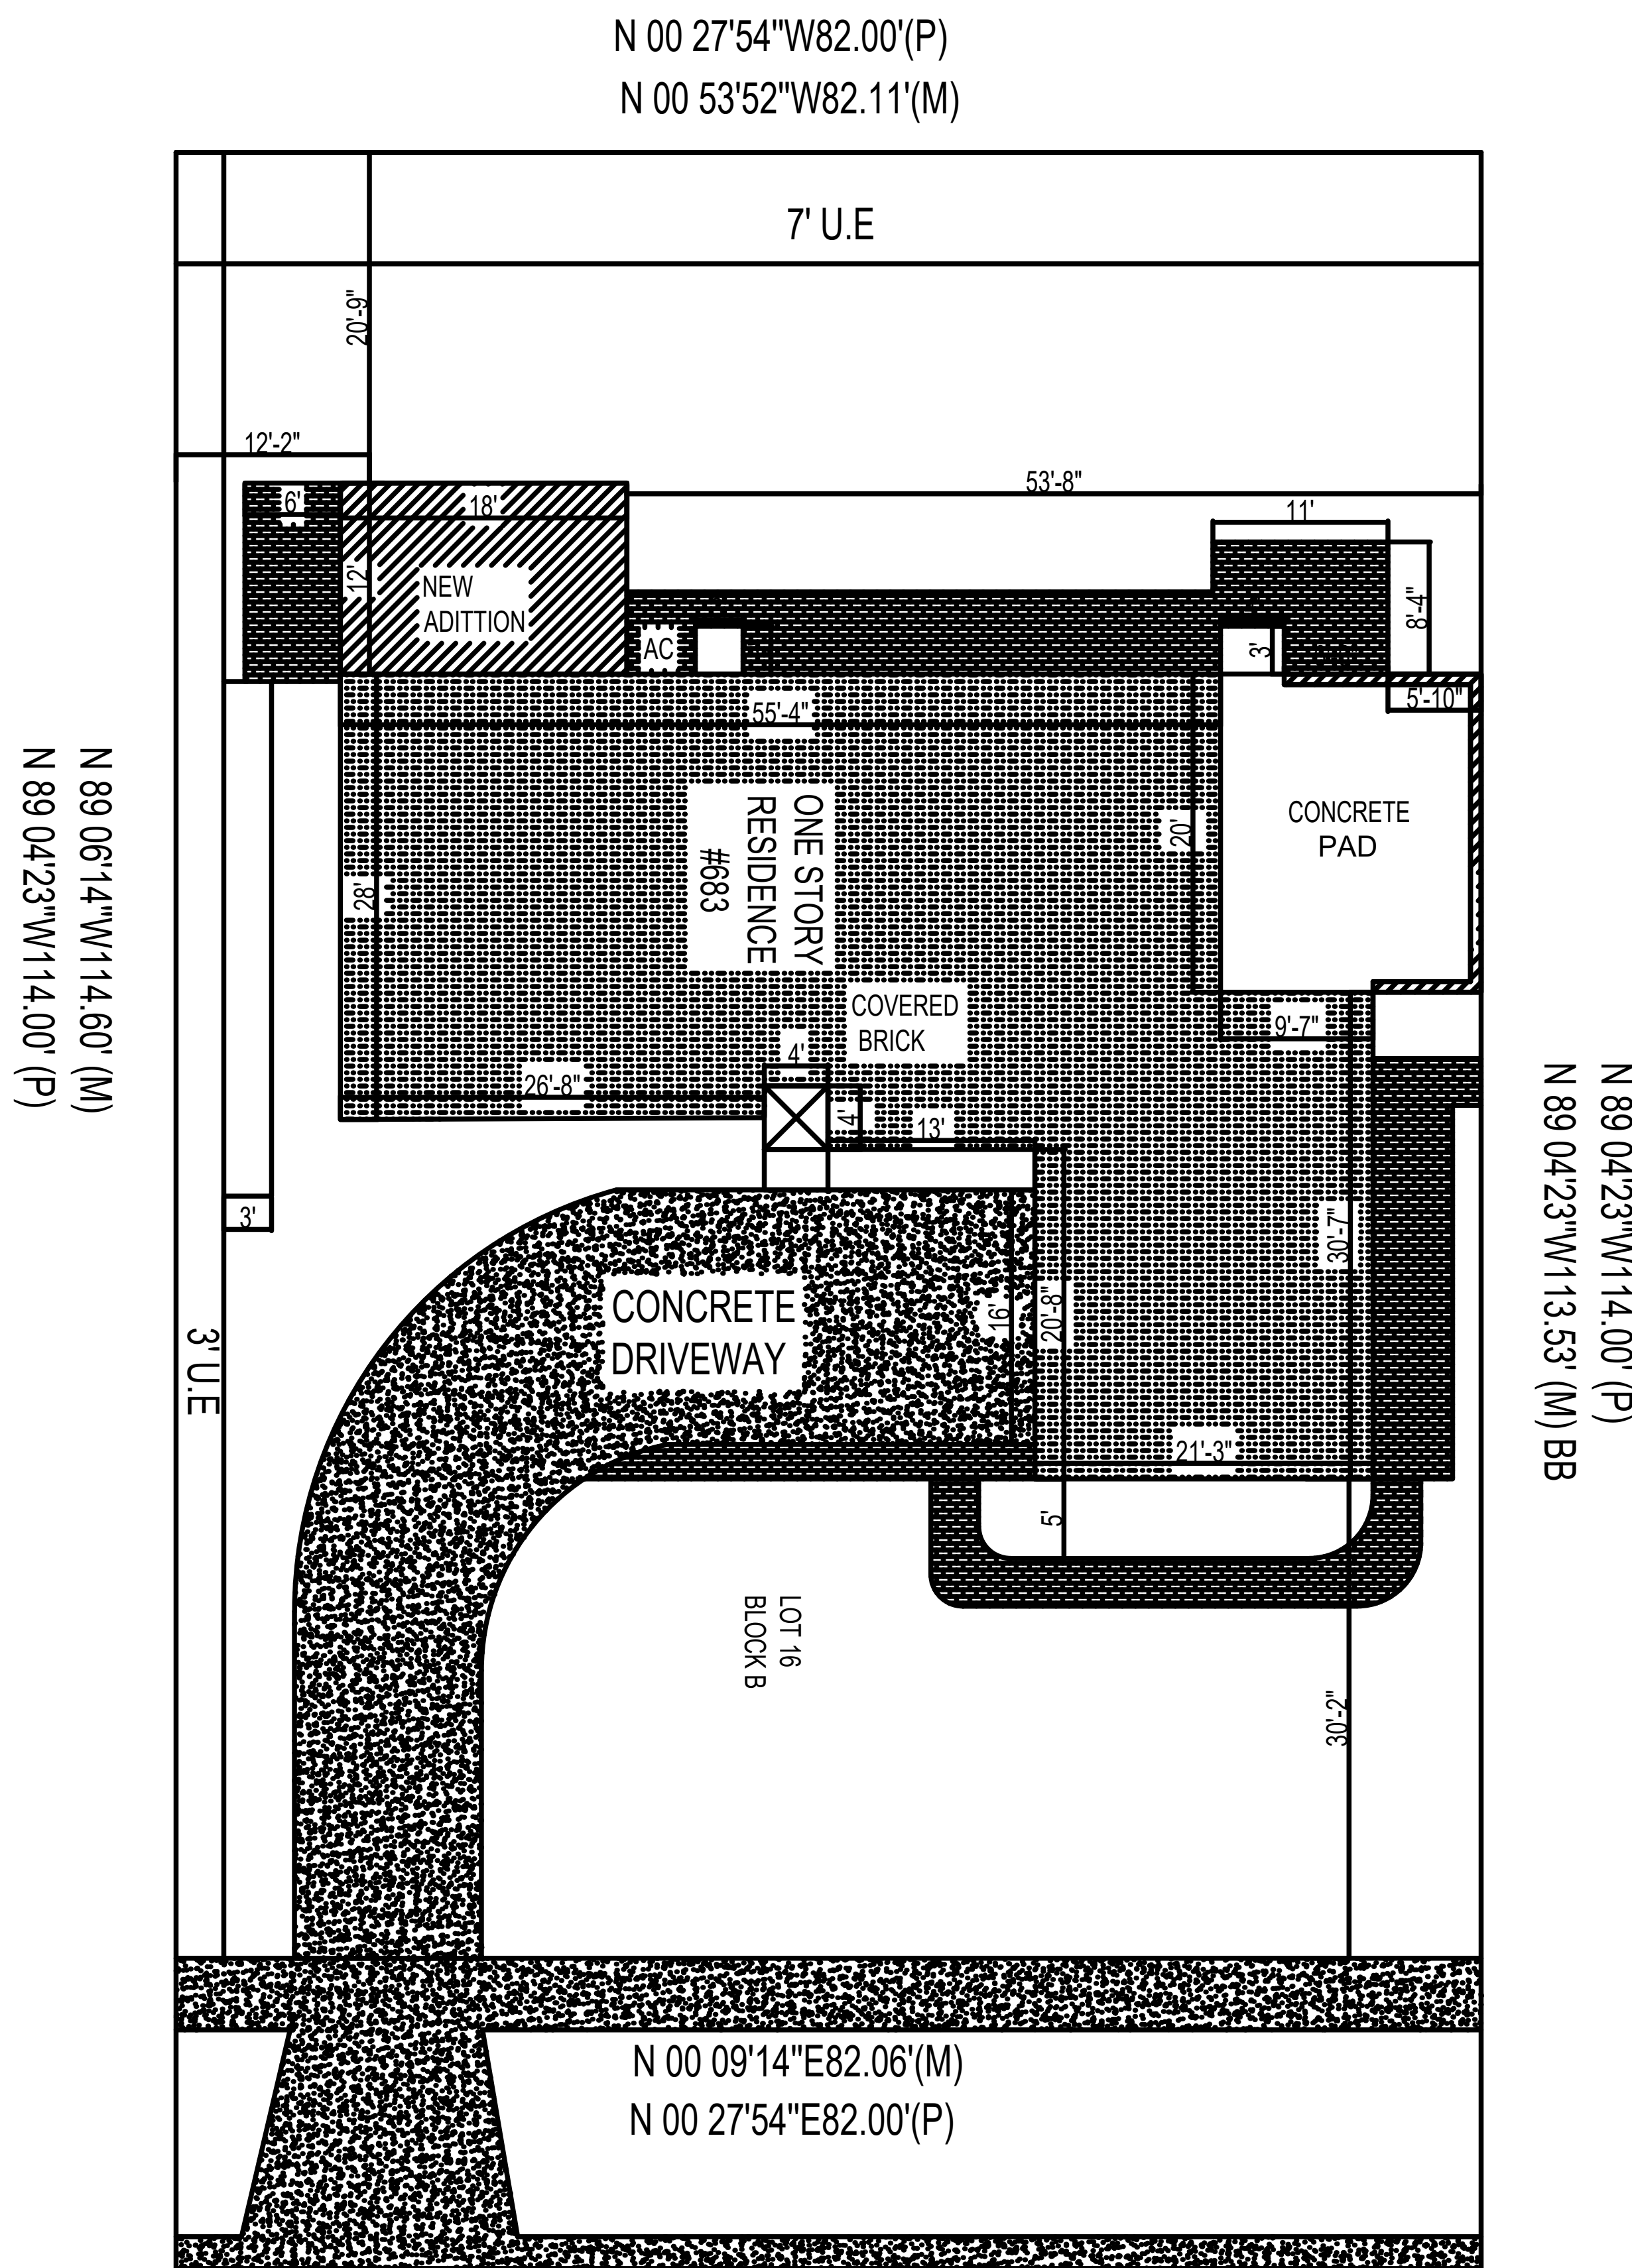 N 00 27'54"W82.00'(P)
N 00 53'52"W82.11'(M)
7' U.E
20'-9"
12'-2"
53'-8"
6'
18'
11'
12'
NEW
ADITTION
8'-4"
AC
3'
5'-10"
55'-4"
N 89 06'14"W114.60' (M)
N 89 04'23"W114.00' (P)
ONE STORY
RESIDENCE
#683
20'
CONCRETE
PAD
28'
COVERED
BRICK
9'-7"
4'
26'-8"
4'
13'
N 89 04'23"W114.00' (P)
N 89 04'23"W113.53' (M) BB
3'
30'-7"
CONCRETE
DRIVEWAY
16'
20'-8"
3' U.E
21'-3"
5'
LOT 16
BLOCK B
30'-2"
N 00 09'14"E82.06'(M)
N 00 27'54"E82.00'(P)